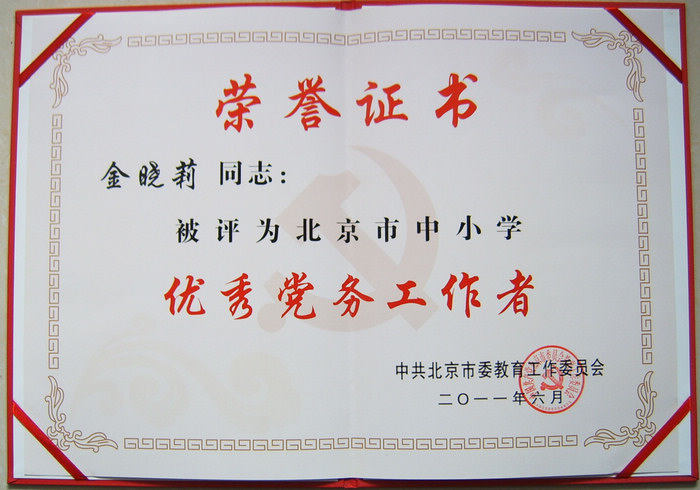 荣誉证书
金晓莉 同志：
被评为北京市中小学
优秀党务工作者
中共北京市委教育工作委员会
二〇一一年六月